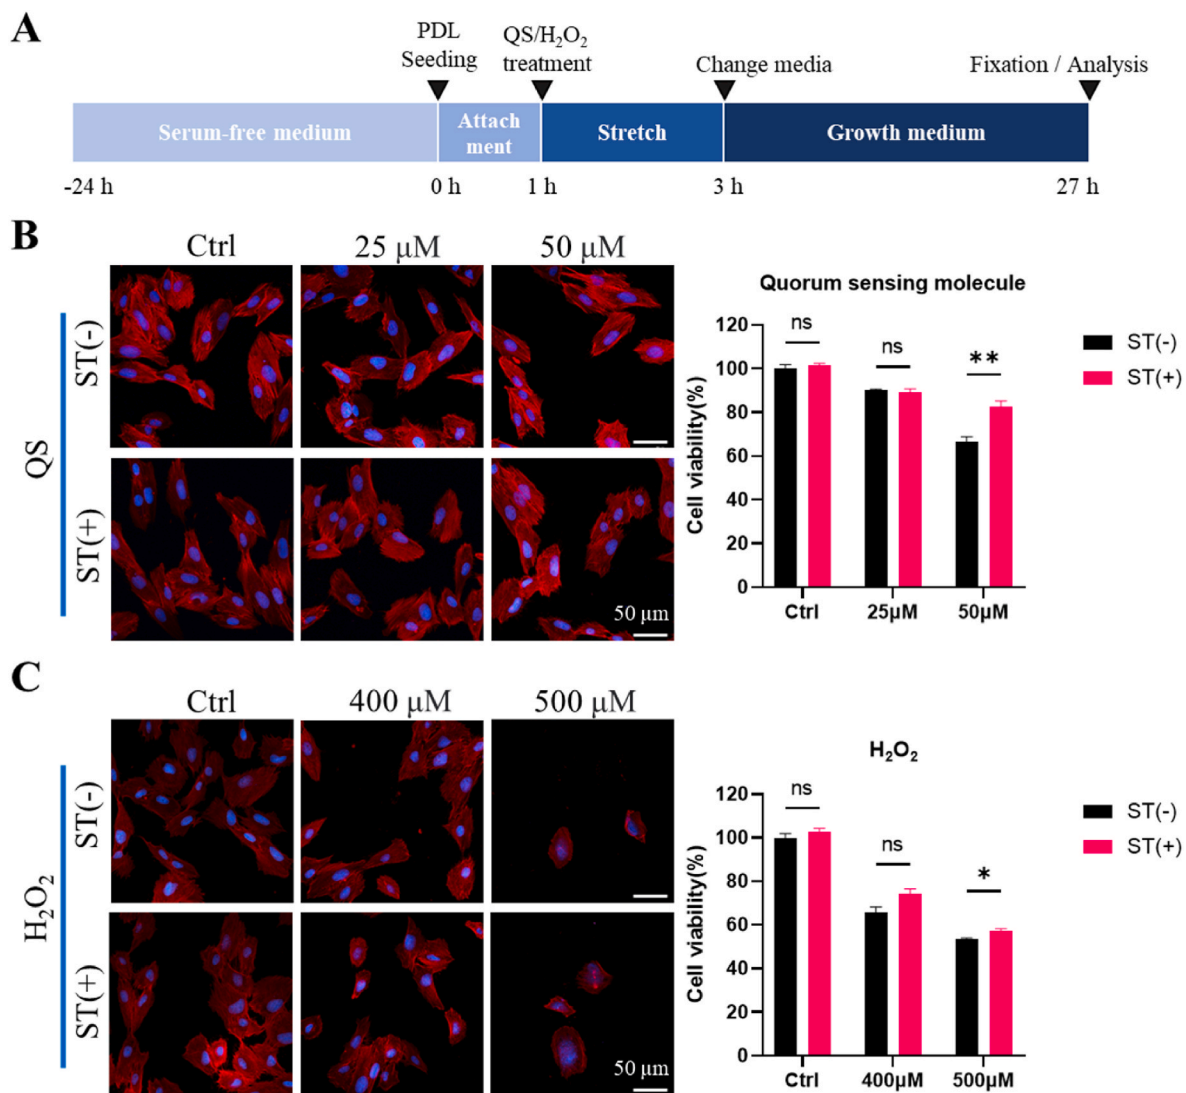 A
PDL
Seeding
QS/H₂O₂
treatment
Change media
Fixation / Analysis
Serum-free medium
Attach
ment
Stretch
Growth medium
-24 h
0 h
1 h
3 h
27 h
B
Ctrl
25 μM
50 μM
QS
ST(-)
ST(+)
50 μm
Quorum sensing molecule
Cell viability(%)
120
100
80
60
40
20
0
ns
ns
**
Ctrl
25μM
50μM
ST(-)
ST(+)
C
Ctrl
400 μM
500 μM
H₂O₂
ST(-)
ST(+)
50 μm
H₂O₂
Cell viability(%)
120
100
80
60
40
20
0
ns
ns
*
Ctrl
400μM
500μM
ST(-)
ST(+)